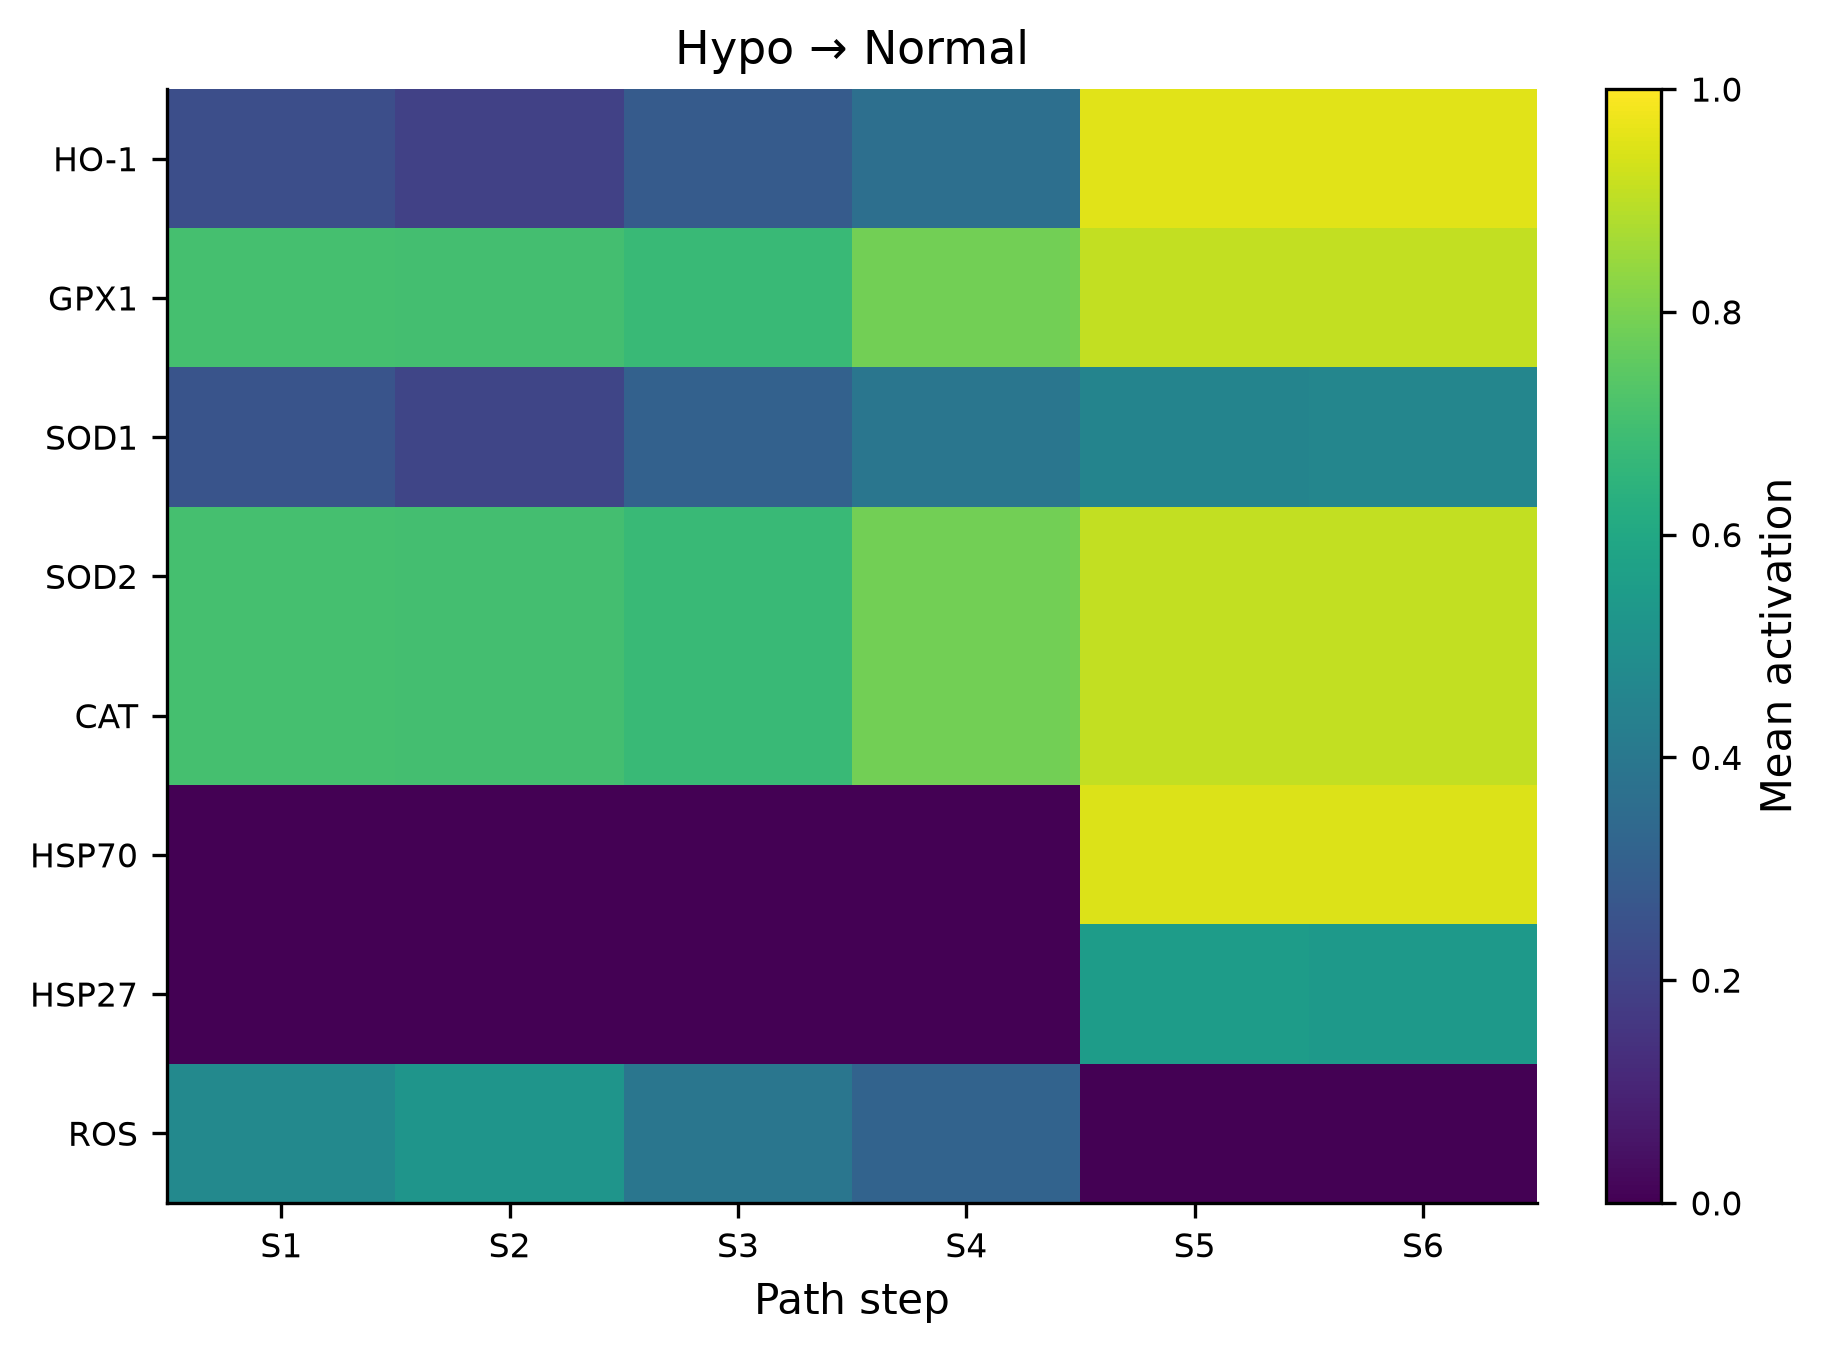 Hypo → Normal
HO-1
GPX1
SOD1
SOD2
CAT
HSP70
HSP27
ROS
S1 S2 S3 S4 S5 S6
Path step
1.0
0.8
0.6
0.4
0.2
0.0
Mean activation